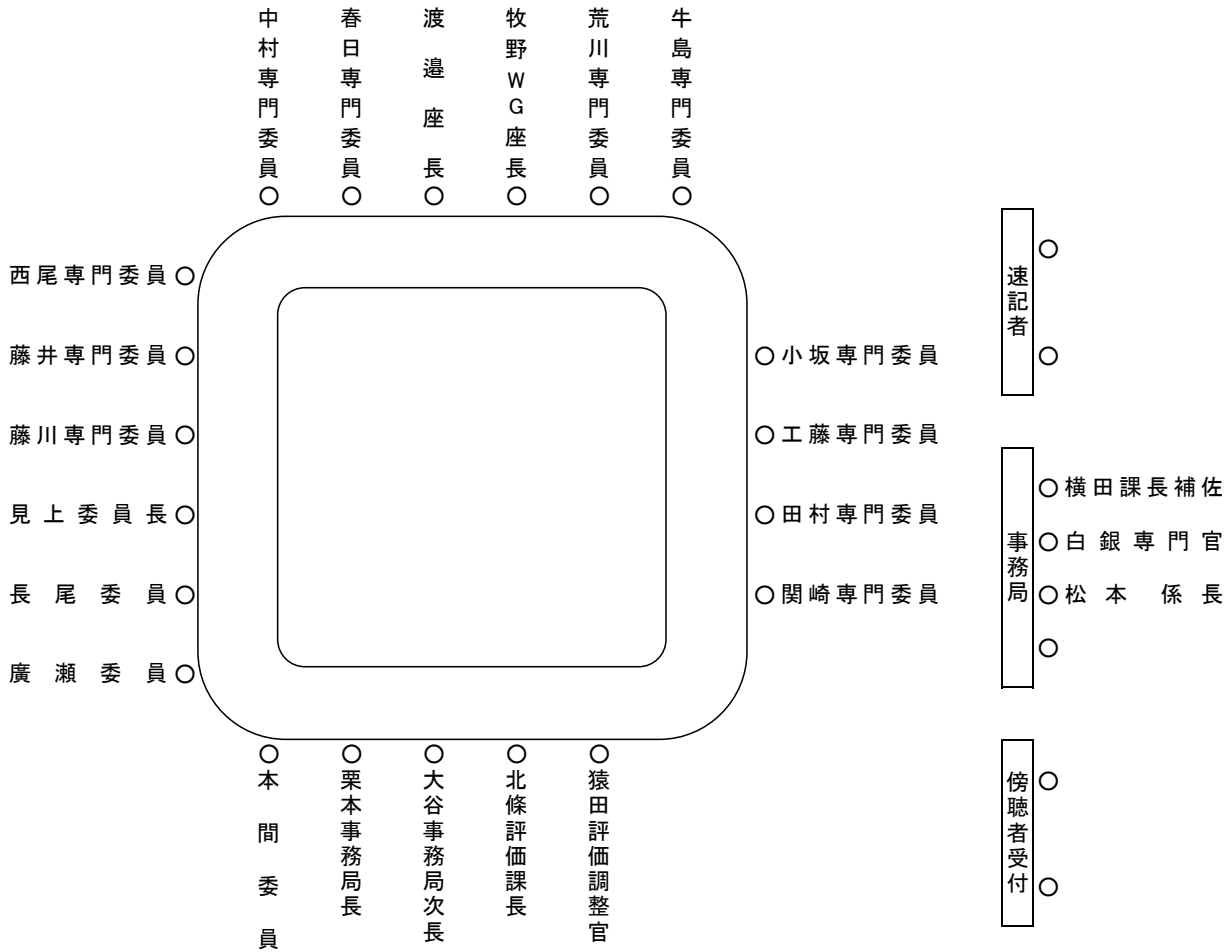 中村専門委員
春日専門委員
渡邉座長
牧野WG座長
荒川専門委員
牛島専門委員
西尾専門委員
藤井専門委員
藤川専門委員
見上委員長
長尾委員
廣瀬委員
小坂専門委員
工藤専門委員
田村専門委員
関崎専門委員
本間委員
栗本事務局長
大谷事務局次長
北條評価課長
猿田評価調整官
速記者
事務局
横田課長補佐
白銀専門官
松本係長
傍聴者受付